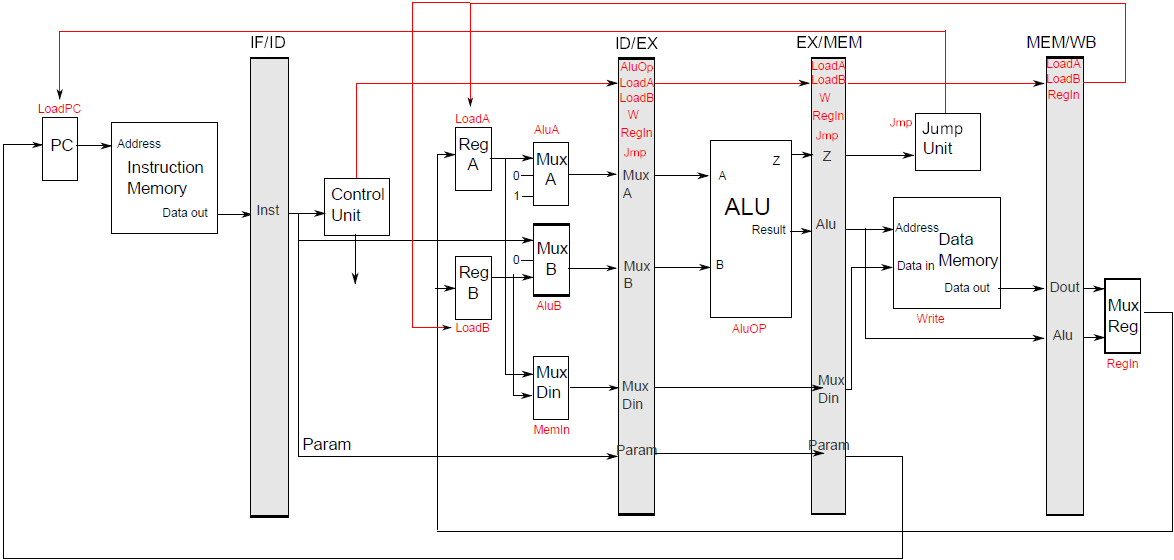 IF/ID
ID/EX
EX/MEM
MEM/WB
LoadPC
PC
Address
Instruction
Memory
Data out
Inst
Control
Unit
Param
LoadA
Reg
A
Reg
B
LoadB
AluA
Mux
A
0
1
Mux
B
0
AluB
Mux
Din
MemIn
AluOp
LoadA
LoadB
W
RegIn
Jmp
Mux
A
Mux
B
Mux
Din
Param
A
Z
ALU
Result
B
AluOP
LoadA
LoadB
W
RegIn
Jmp
Z
Alu
Mux
Din
Param
Jmp
Jump
Unit
Address
Data
Memory
Data in
Data out
Write
LoadA
LoadB
RegIn
Dout
Alu
Mux
Reg
RegIn